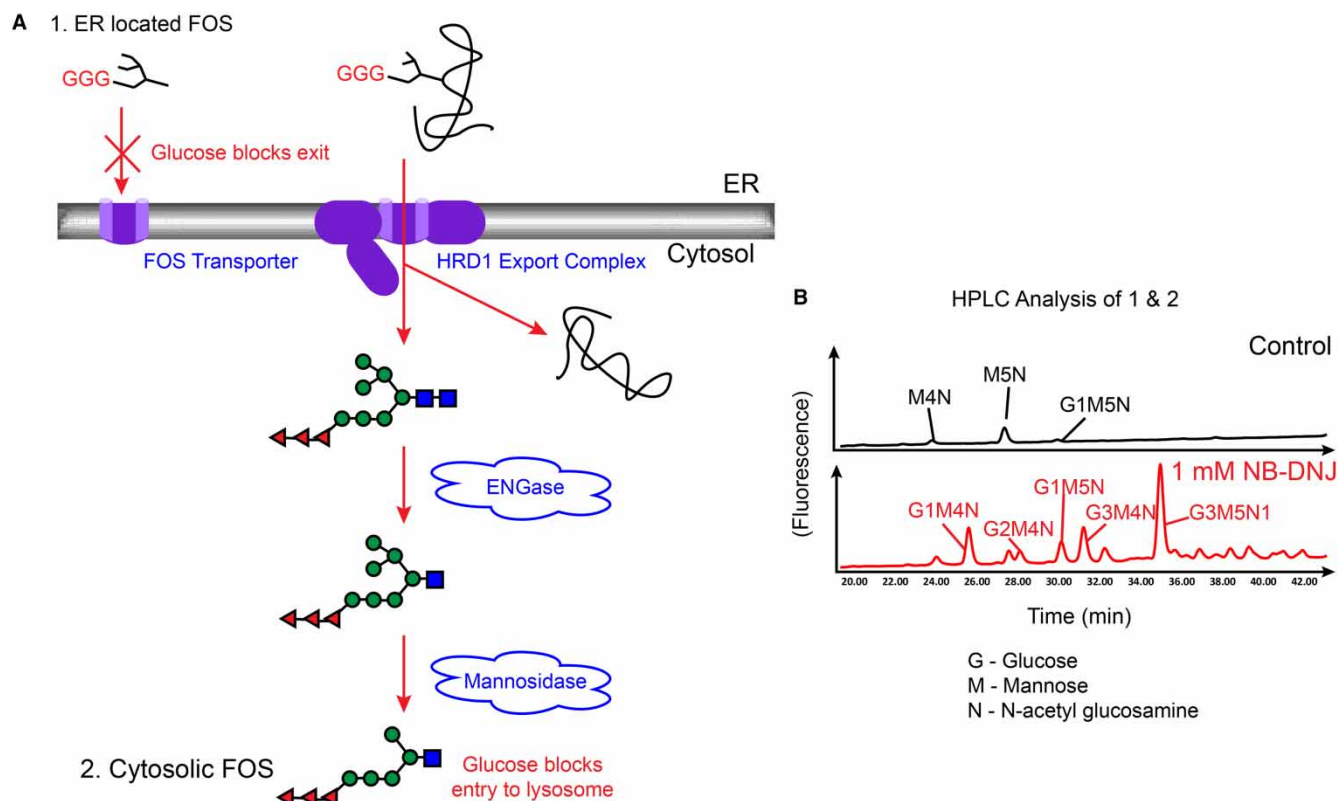 A
1. ER located FOS
GGG
GGG
Glucose blocks exit
ER
FOS Transporter
HRD1 Export Complex
Cytosol
ENGase
Mannosidase
2. Cytosolic FOS
Glucose blocks
entry to lysosome
B
HPLC Analysis of 1 & 2
Control
M4N
M5N
G1M5N
(Fluorescence)
1 mM NB-DNJ
G1M4N
G2M4N
G1M5N
G3M4N
G3M5N1
20.00 22.00 24.00 26.00 28.00 30.00 32.00 34.00 36.00 38.00 40.00 42.00
Time (min)
G - Glucose
M - Mannose
N - N-acetyl glucosamine